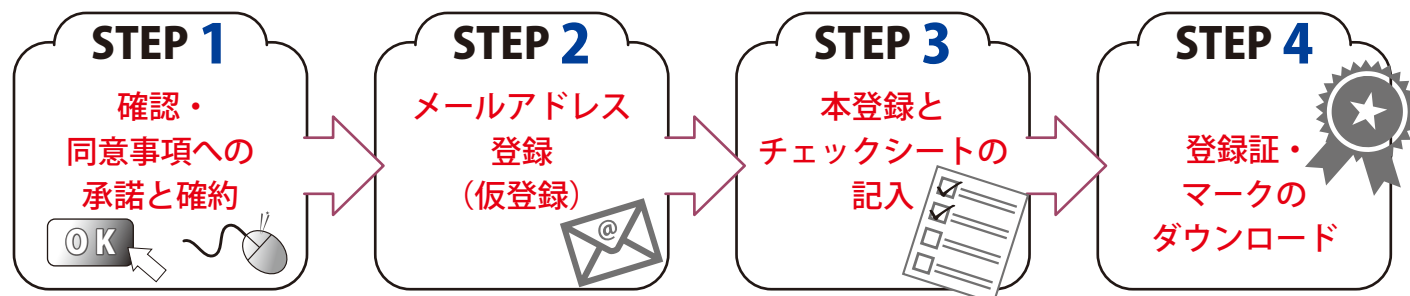 STEP 1
確認・
同意事項への
承諾と確約
OK
STEP 2
メールアドレス
登録
（仮登録）
@
STEP 3
本登録と
チェックシートの
記入
STEP 4
登録証・
マークの
ダウンロード